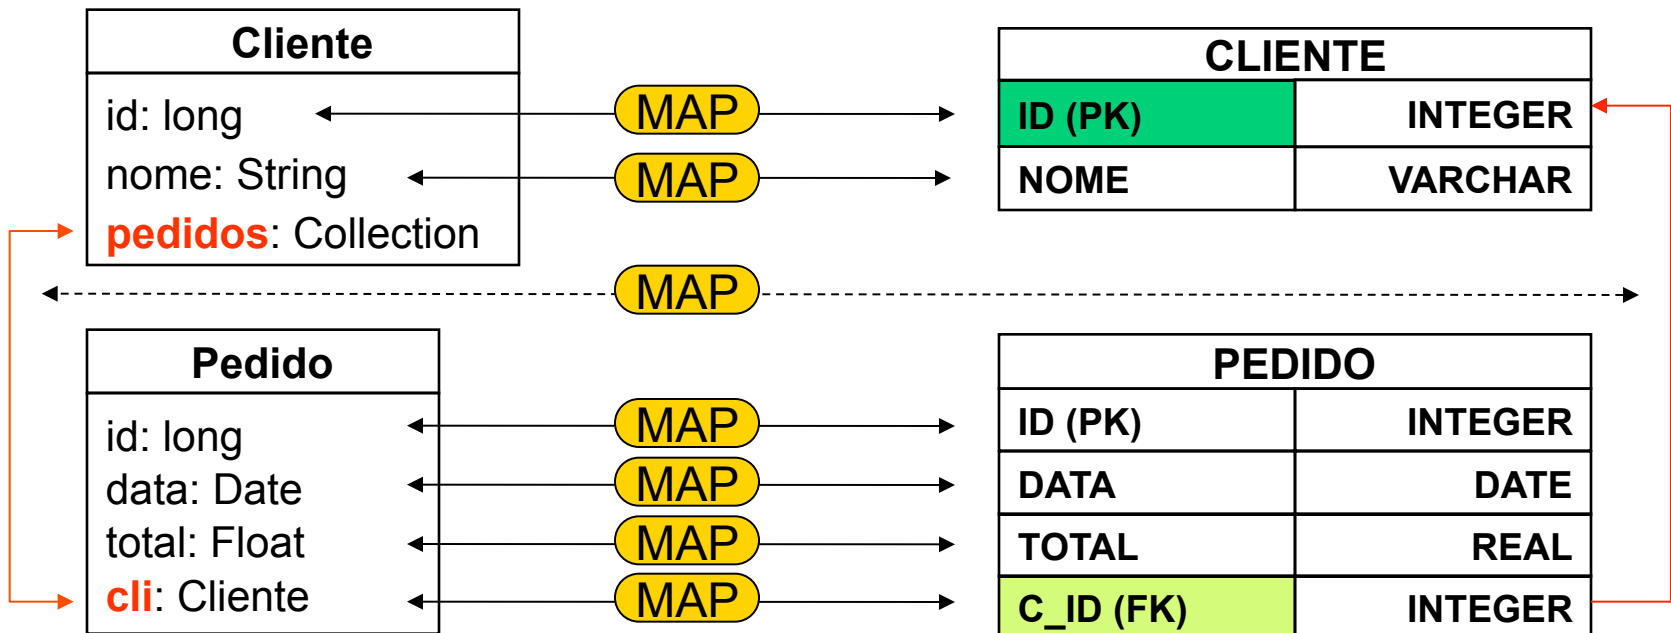 Cliente
id: long
nome: String
pedidos: Collection
MAP
MAP
CLIENTE
ID (PK) INTEGER
NOME VARCHAR
MAP
Pedido
id: long
data: Date
total: Float
cli: Cliente
MAP
MAP
MAP
MAP
PEDIDO
ID (PK) INTEGER
DATA DATE
TOTAL REAL
C_ID (FK) INTEGER